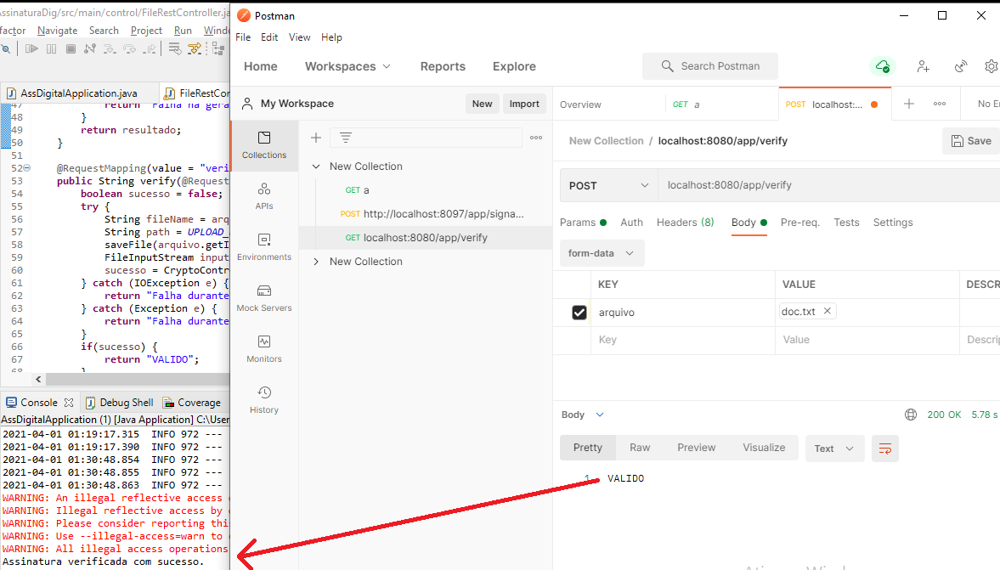 AssinaturaDig/src/main/control/FileRestController.ja
factor Navigate Search Project Run Windo
AssDigitalApplication.java FileRestCor
47 return "Falha na gera
48 }
49 return resultado;
50 }
51
52 @RequestMapping(value = "veri
53 public String verify(@Request
54 boolean sucesso = false;
55 try {
56 String fileName = arq
57 String path = UPLOAD_
58 saveFile(arquivo.getI
59 FileInputStream input
60 sucesso = CryptoContr
61 } catch (IOException e) {
62 return "Falha durante
63 } catch (Exception e) {
64 return "Falha durante
65 }
66 if(sucesso) {
67 return "VALIDO";
68 }
Console Debug Shell Coverage
AssDigitalApplication (1) [Java Application] C:\User
2021-04-01 01:19:17.315 INFO 972 ---
2021-04-01 01:19:17.390 INFO 972 ---
2021-04-01 01:30:48.854 INFO 972 ---
2021-04-01 01:30:48.855 INFO 972 ---
2021-04-01 01:30:48.863 INFO 972 ---
WARNING: An illegal reflective access
WARNING: Illegal reflective access by
WARNING: Please consider reporting this
WARNING: Use --illegal-access=warn to
WARNING: All illegal access operations
Assinatura verificada com sucesso.
Postman
File Edit View Help
Home Workspaces Reports Explore Search Postman
My Workspace New Import
Collections
APIs
Environments
Mock Servers
Monitors
History
New Collection
GET a
POST http://localhost:8097/app/signa...
GET localhost:8080/app/verify
New Collection
Overview GET a POST localhost:... No En
New Collection / localhost:8080/app/verify Save
POST localhost:8080/app/verify
Params Auth Headers (8) Body Pre-req. Tests Settings
form-data
KEY VALUE DESCR
arquivo doc.txt
Key Value Descrip
Body 200 OK 5.78 s
Pretty Raw Preview Visualize Text
1 VALIDO